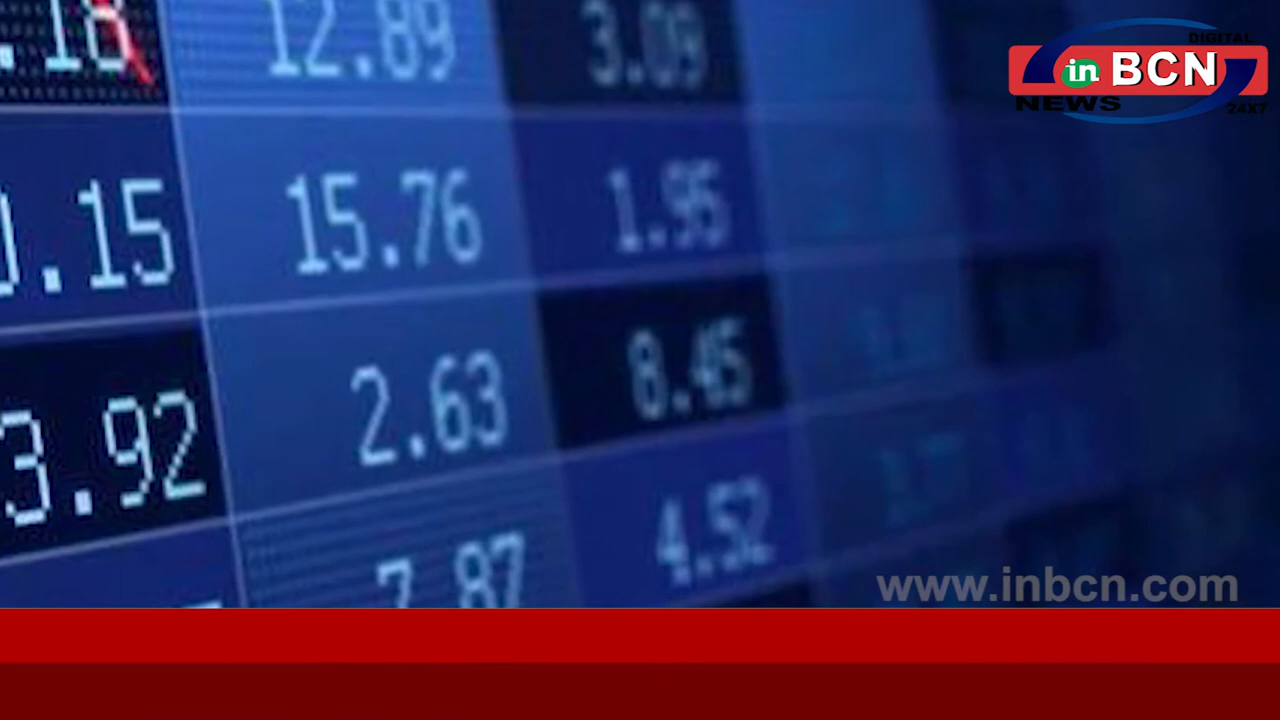 .18 12.89 3.09
DIGITAL
in BCN
NEWS 24X7
.15 15.76 1.95
3.92 2.63 8.45
7.87 4.52
www.inbcn.com